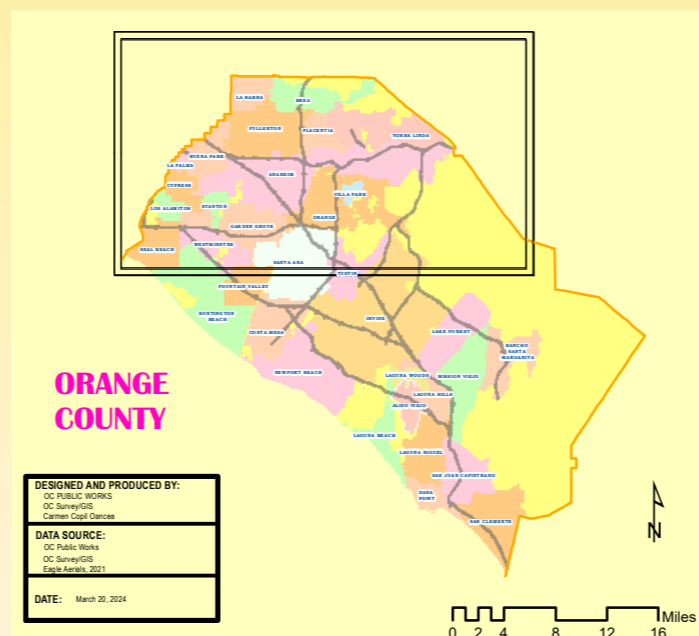 LA HABRA
BREA
FULLERTON
PLACENTIA
YORBA LINDA
BUENA PARK
LA PALMA
ANAHEIM
CYPRESS
VILLA PARK
LOS ALAMITOS
STANTON
ORANGE
GARDEN GROVE
SEAL BEACH
WESTMINSTER
SANTA ANA
TUSTIN
FOUNTAIN VALLEY
HUNTINGTON
BEACH
IRVINE
COSTA MESA
LAKE FOREST
RANCHO
SANTA
MARGARITA
NEWPORT BEACH
LAGUNA WOODS
MISSION VIEJO
LAGUNA HILLS
ALISO VIEJO
LAGUNA BEACH
LAGUNA NIGUEL
SAN JUAN CAPISTRANO
DANA
POINT
SAN CLEMENTE
ORANGE
COUNTY
DESIGNED AND PRODUCED BY:
OC PUBLIC WORKS
OC Survey/GIS
Carmen Copil Oancea
DATA SOURCE:
OC Public Works
OC Survey/GIS
Eagle Aerials, 2021
DATE: March 20, 2024
N
Miles
0 2 4 8 12 16